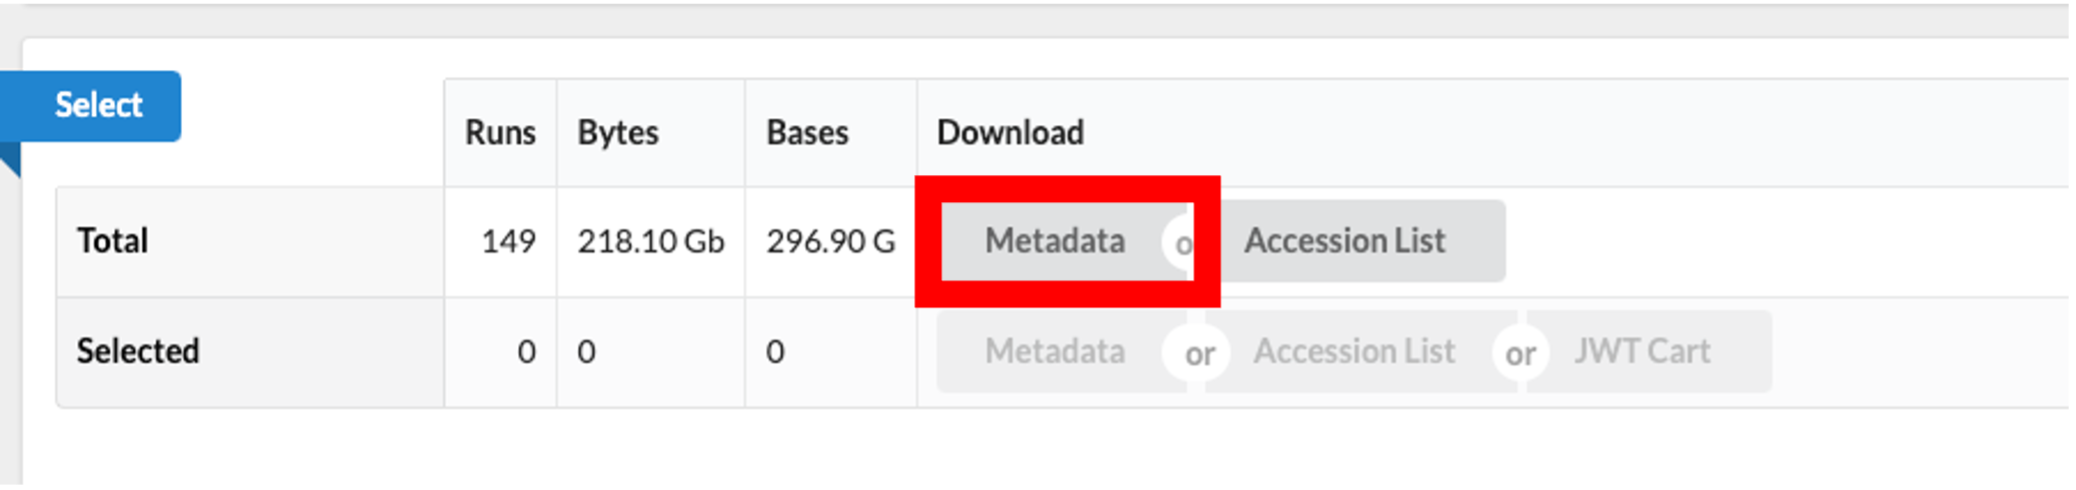 Select
Runs Bytes Bases Download
Total 149 218.10 Gb 296.90 G Metadata o Accession List
Selected 0 0 0 Metadata or Accession List or JWT Cart